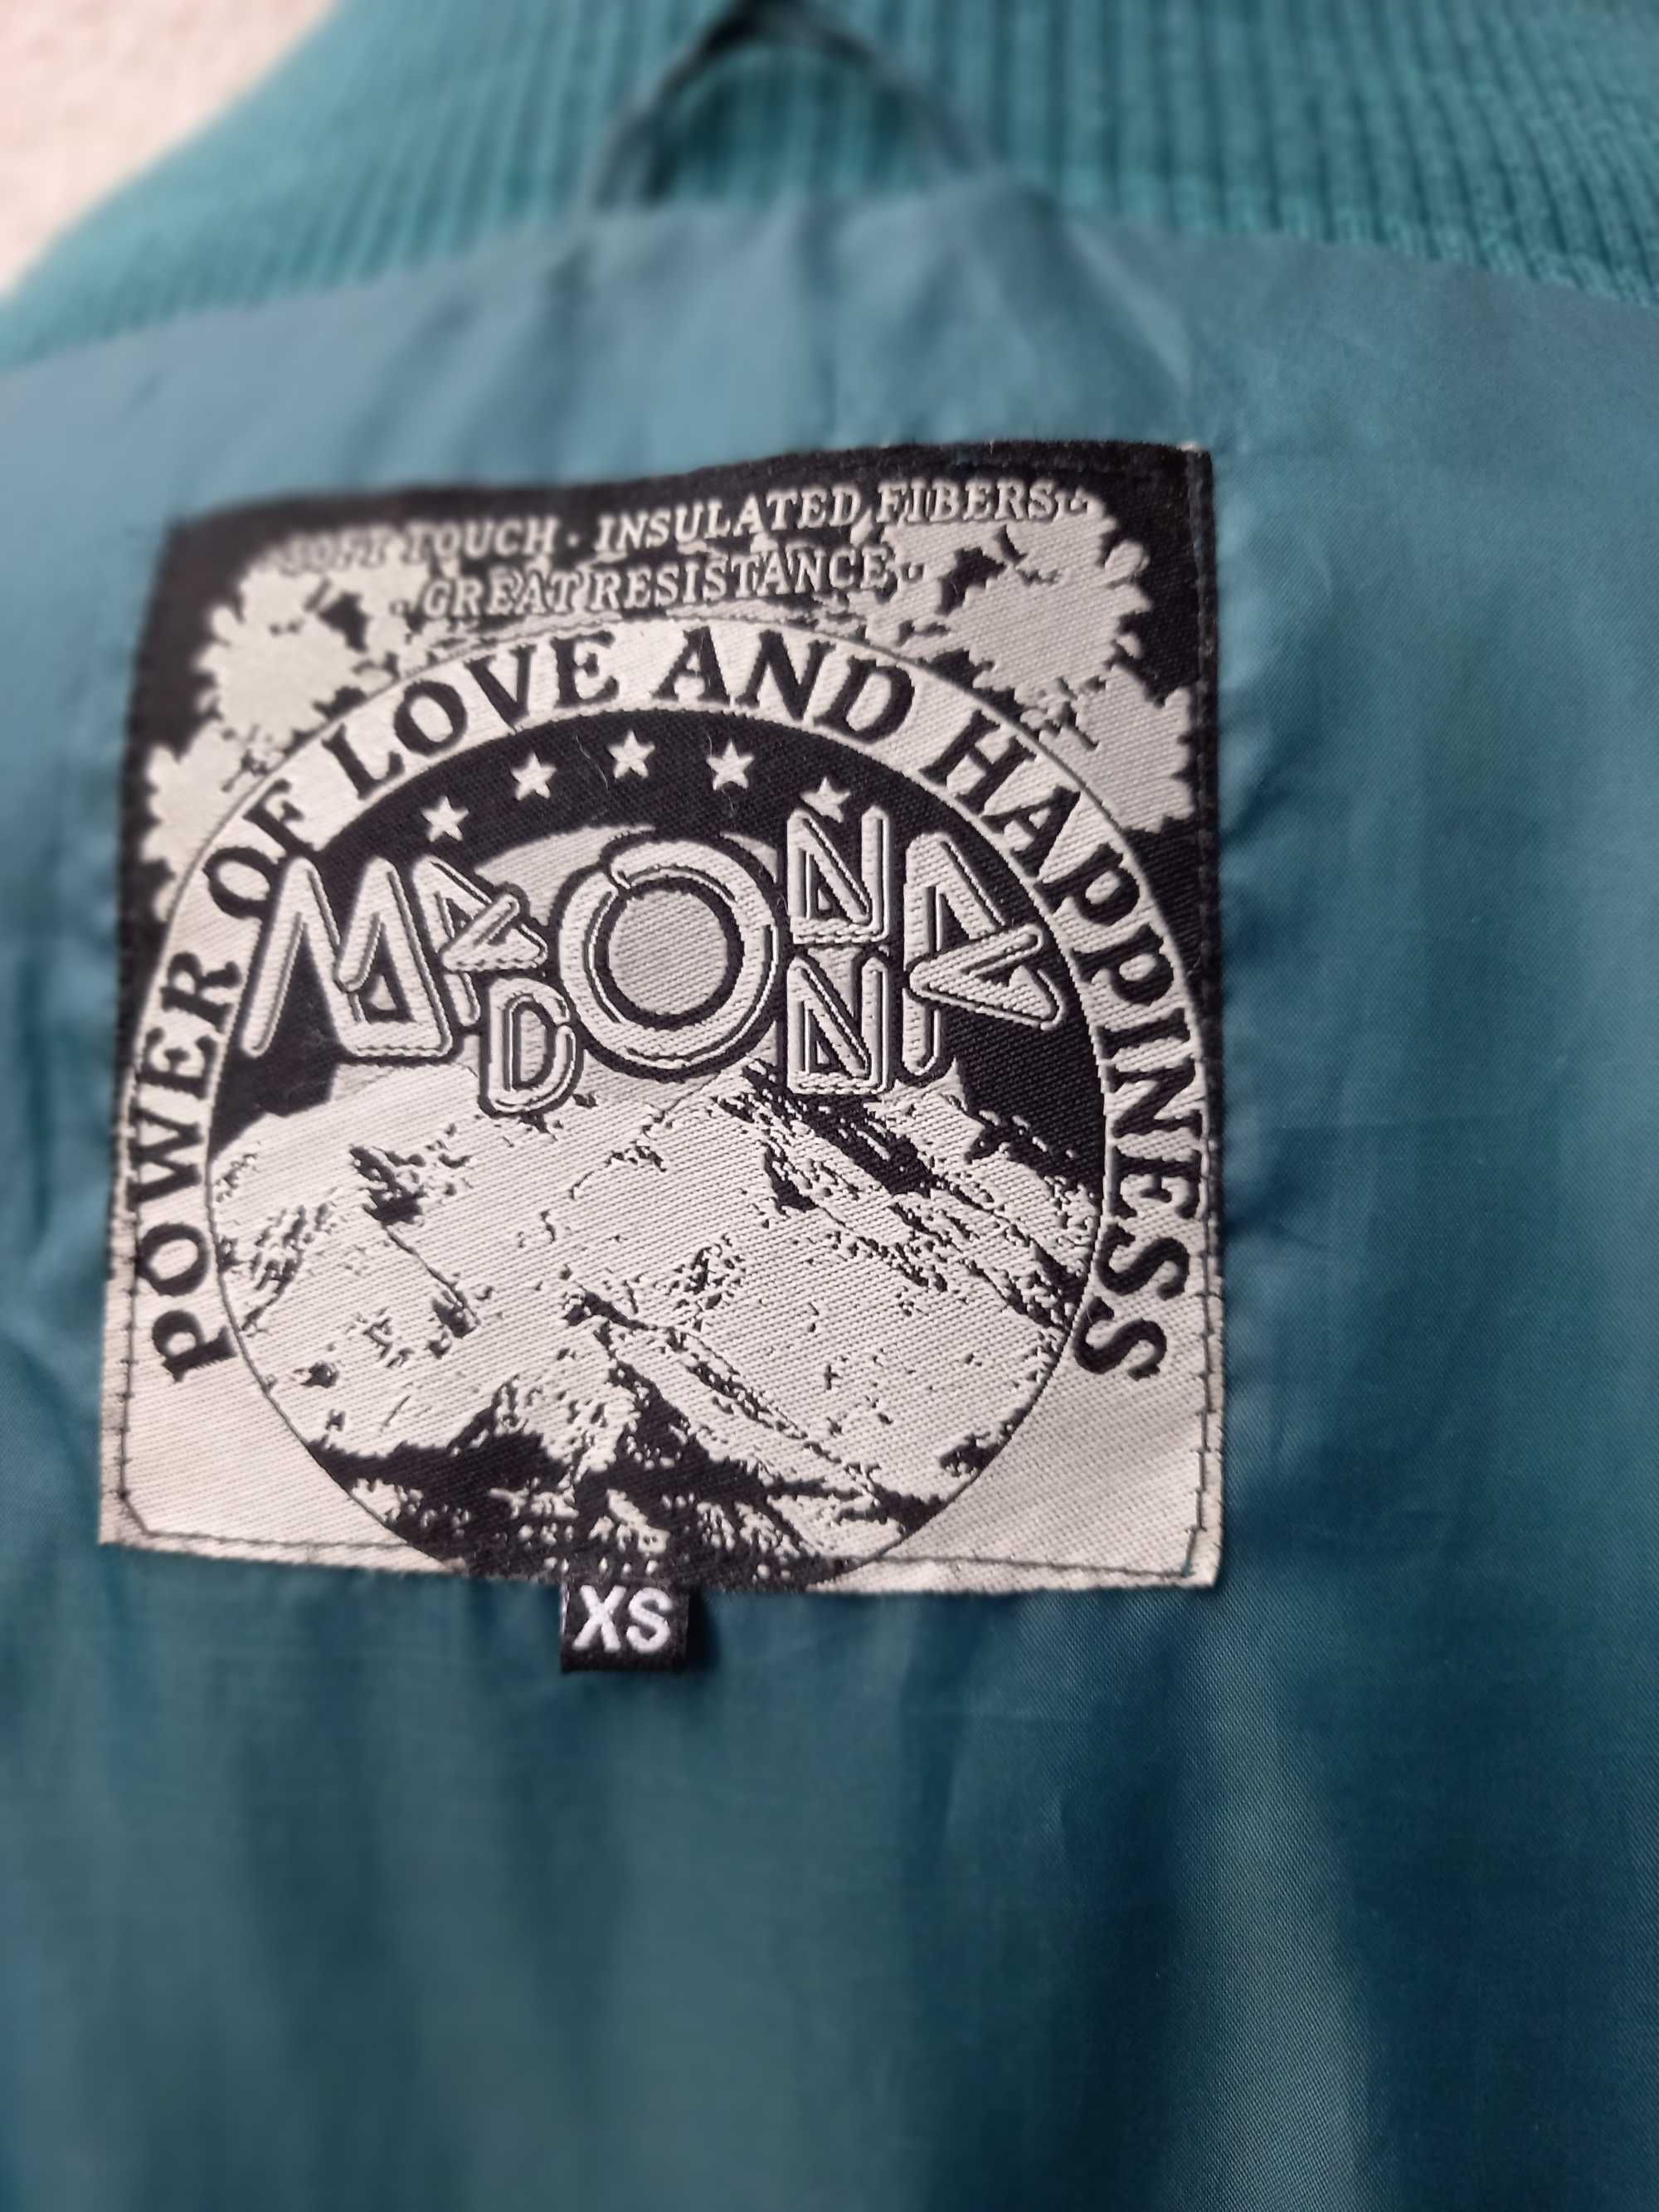 SOFT TOUCH · INSULATED FIBERS
GREAT RESISTANCE
POWER OF LOVE AND HAPPINESS
MADONNA
XS